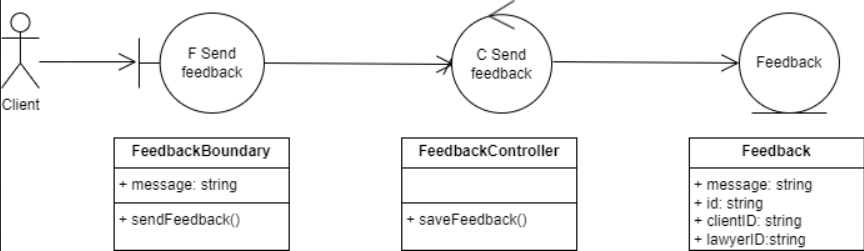 F Send
feedback
C Send
feedback
Feedback
Client
FeedbackBoundary
+ message: string
+ sendFeedback()
FeedbackController
+ saveFeedback()
Feedback
+ message: string
+ id: string
+ clientID: string
+ lawyerID:string